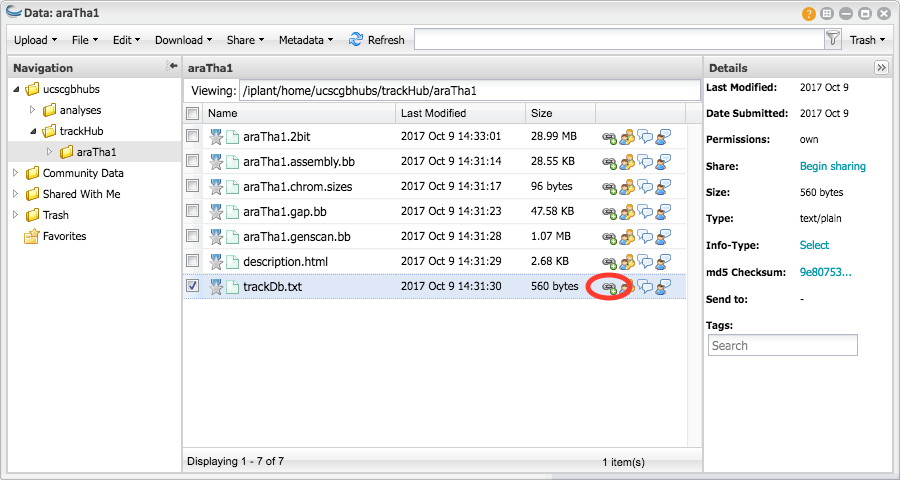 Data: araTha1
?
Upload File Edit Download Share Metadata Refresh Trash
Navigation
ucscgbhubs
analyses
trackHub
araTha1
Community Data
Shared With Me
Trash
Favorites
araTha1
Viewing: /iplant/home/ucscgbhubs/trackHub/araTha1
Name Last Modified Size
araTha1.2bit 2017 Oct 9 14:33:01 28.99 MB
araTha1.assembly.bb 2017 Oct 9 14:31:14 28.55 KB
araTha1.chrom.sizes 2017 Oct 9 14:31:17 96 bytes
araTha1.gap.bb 2017 Oct 9 14:31:23 47.58 KB
araTha1.genscan.bb 2017 Oct 9 14:31:28 1.07 MB
description.html 2017 Oct 9 14:31:29 2.68 KB
trackDb.txt 2017 Oct 9 14:31:30 560 bytes
Displaying 1 - 7 of 7 1 item(s)
Details
Last Modified: 2017 Oct 9
Date Submitted: 2017 Oct 9
Permissions: own
Share: Begin sharing
Size: 560 bytes
Type: text/plain
Info-Type: Select
md5 Checksum: 9e80753...
Send to: -
Tags:
Search